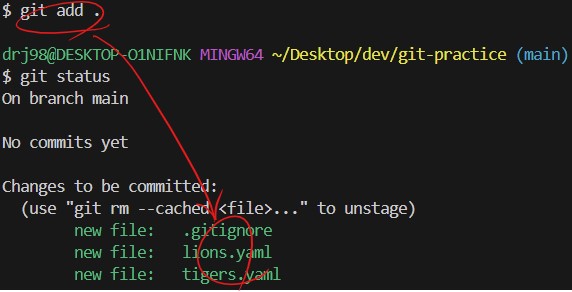 $ git add .
drj98@DESKTOP-O1NIFNK MINGW64 ~/Desktop/dev/git-practice (main)
$ git status
On branch main
No commits yet
Changes to be committed:
(use "git rm --cached <file>..." to unstage)
new file: .gitignore
new file: lions.yaml
new file: tigers.yaml